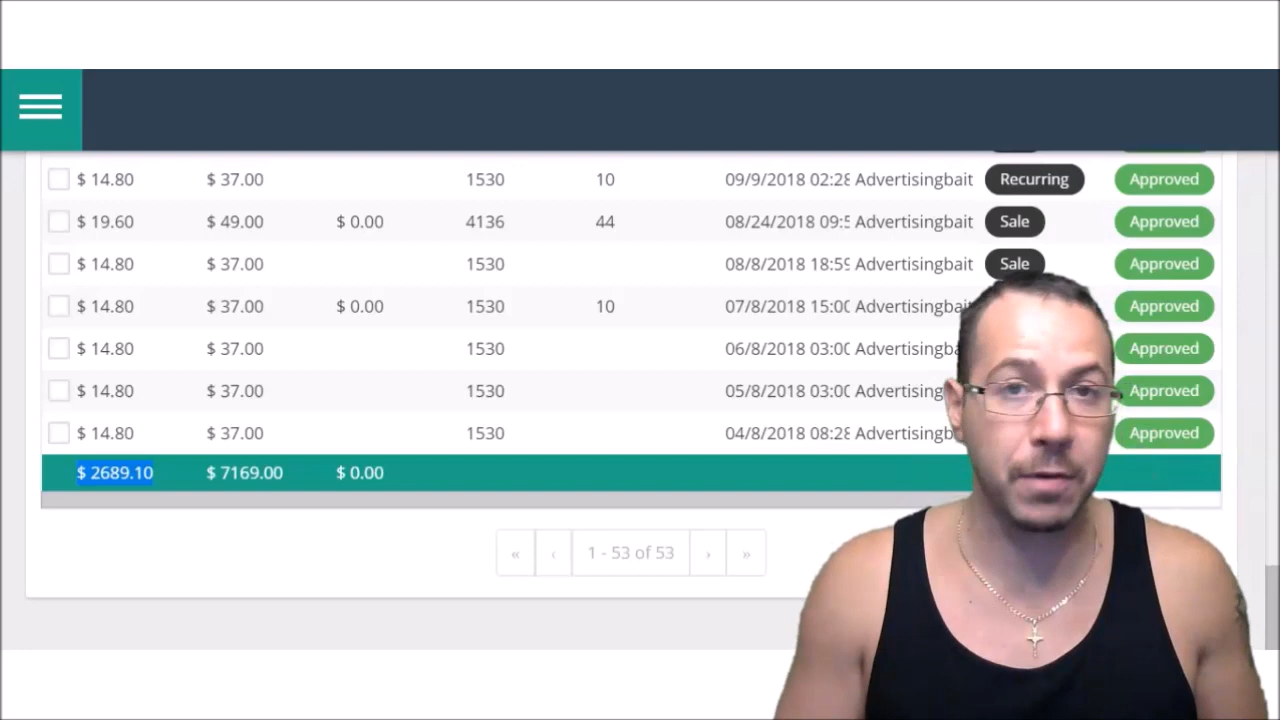 $ 14.80 $ 37.00 1530 10 09/9/2018 02:28 Advertisingbait Recurring Approved
$ 19.60 $ 49.00 $ 0.00 4136 44 08/24/2018 09:5 Advertisingbait Sale Approved
$ 14.80 $ 37.00 1530 08/8/2018 18:59 Advertisingbait Sale Approved
$ 14.80 $ 37.00 $ 0.00 1530 10 07/8/2018 15:00 Advertisingbait Approved
$ 14.80 $ 37.00 1530 06/8/2018 03:00 Advertisingba Approved
$ 14.80 $ 37.00 1530 05/8/2018 03:00 Advertising Approved
$ 14.80 $ 37.00 1530 04/8/2018 08:28 Advertisingb Approved
$ 2689.10 $ 7169.00 $ 0.00
« ‹ 1 - 53 of 53 › »